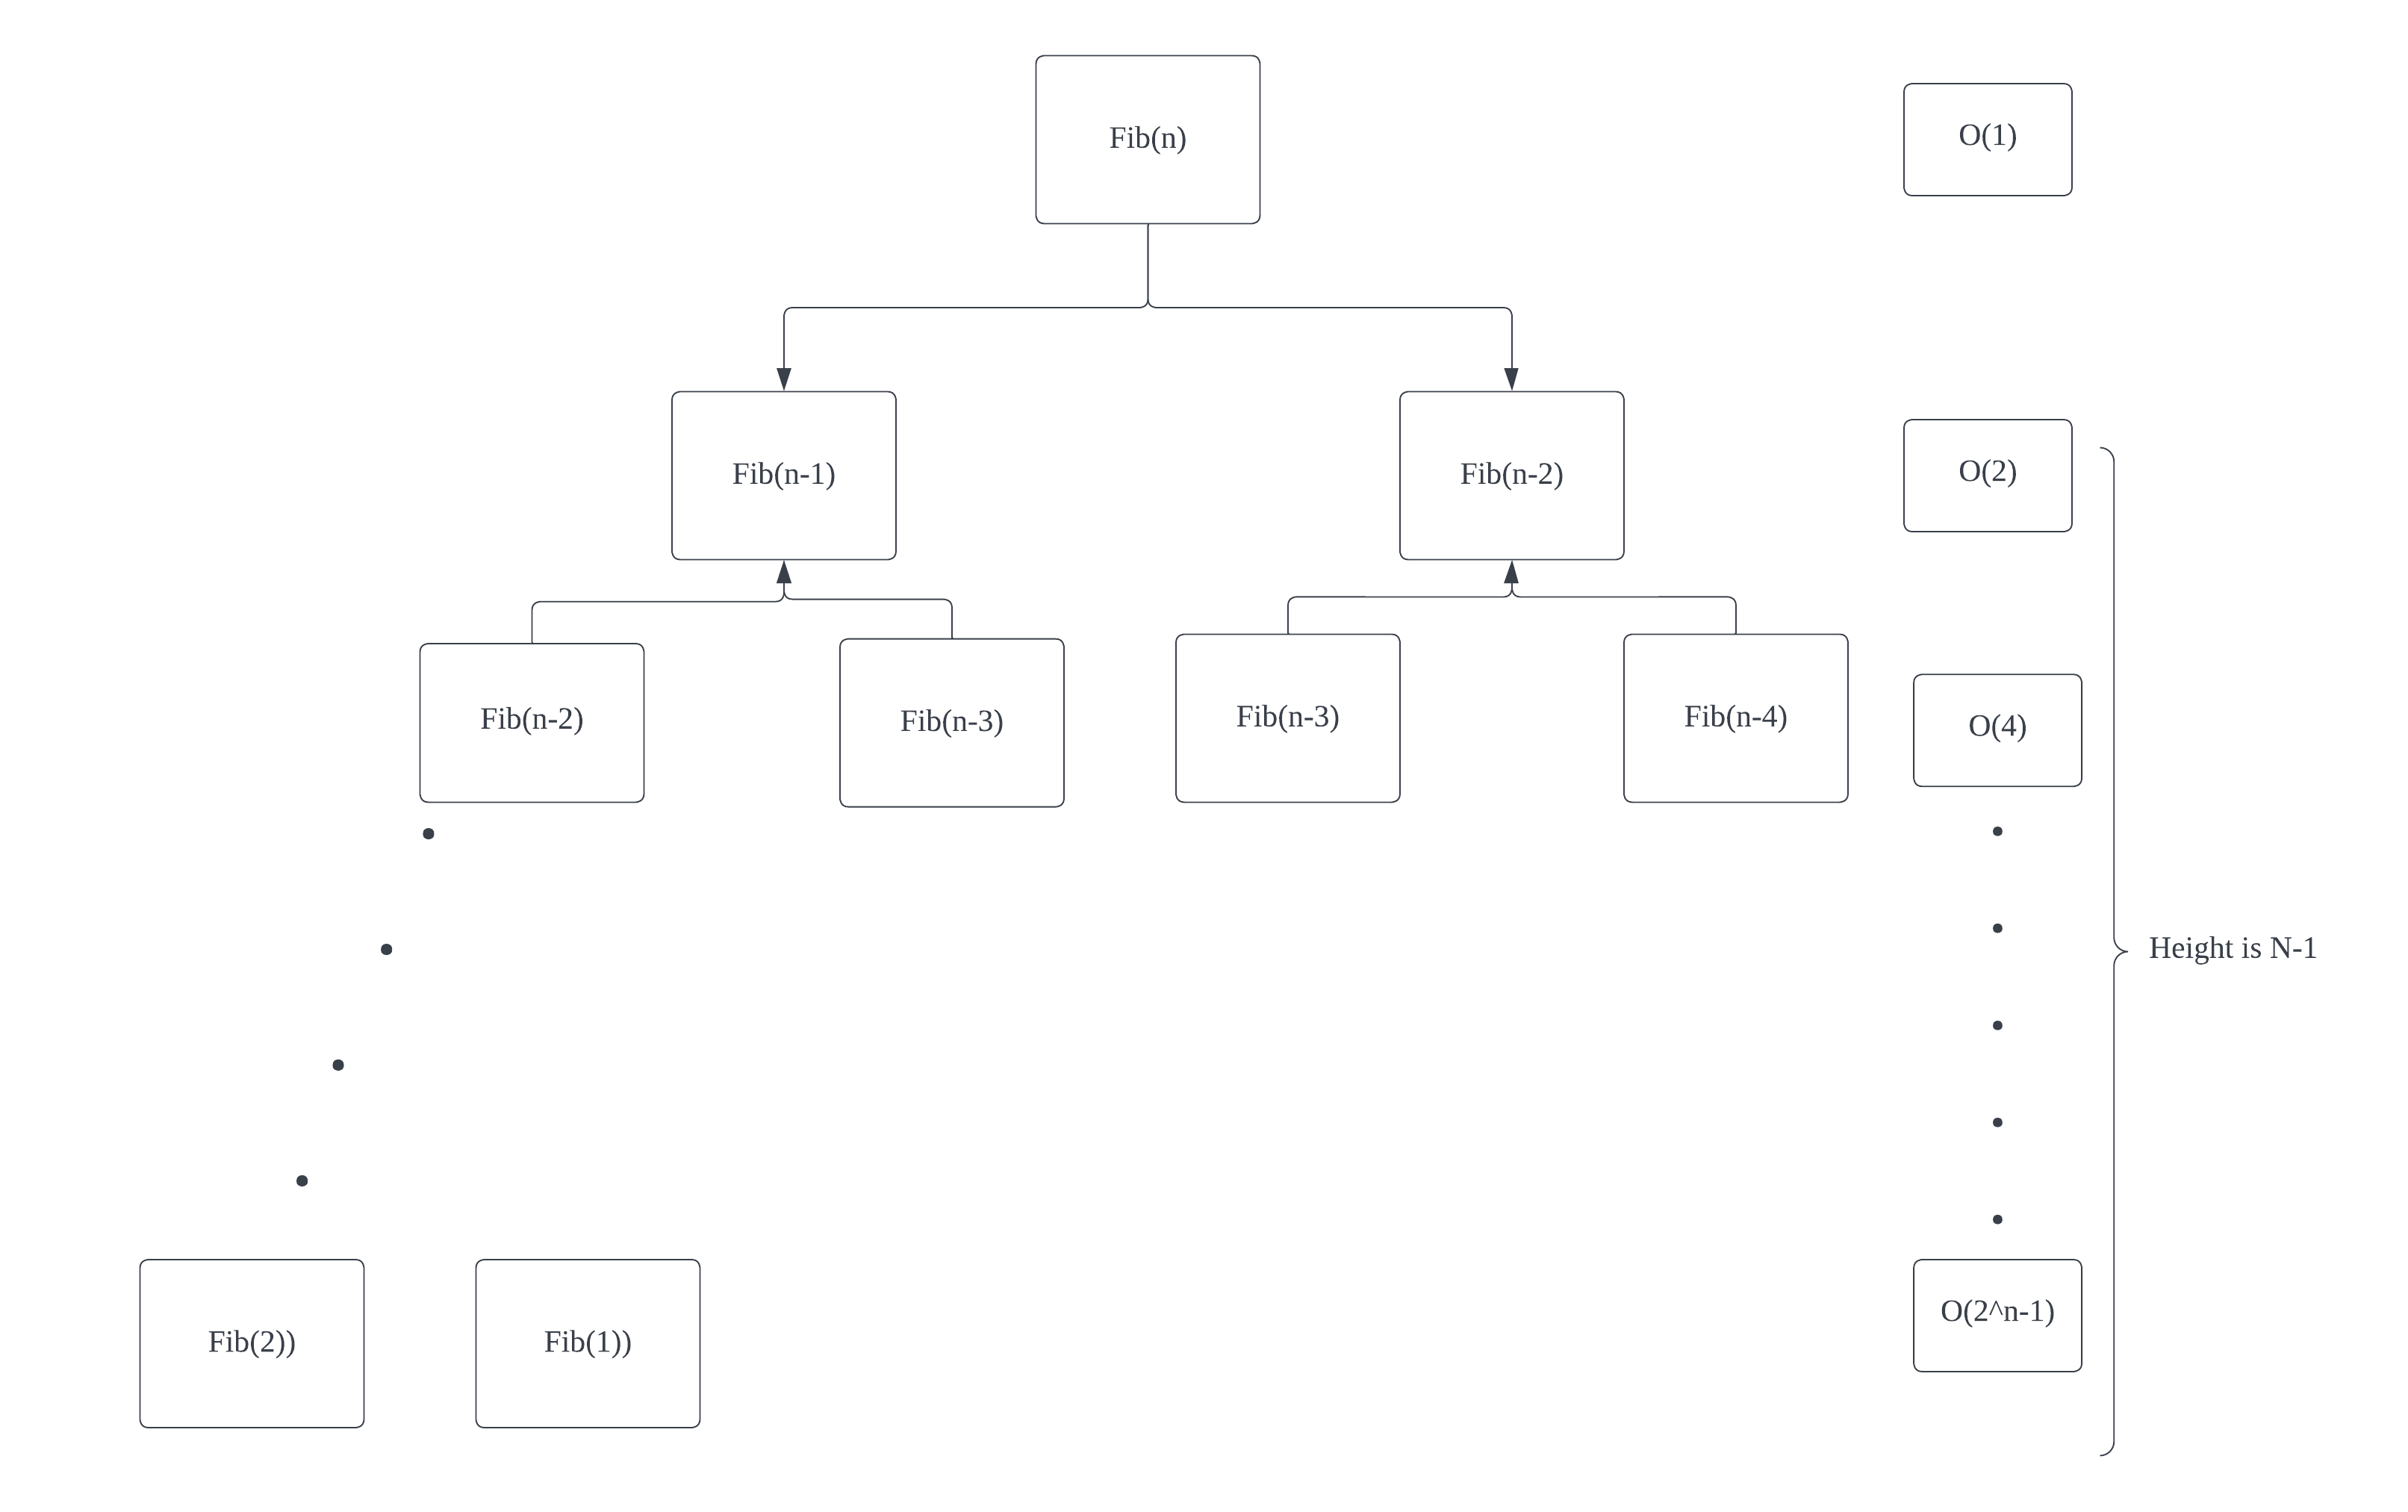 Fib(n)
O(1)
Fib(n-1)
Fib(n-2)
O(2)
Fib(n-2)
Fib(n-3)
Fib(n-3)
Fib(n-4)
O(4)
Height is N-1
Fib(2))
Fib(1))
O(2^n-1)